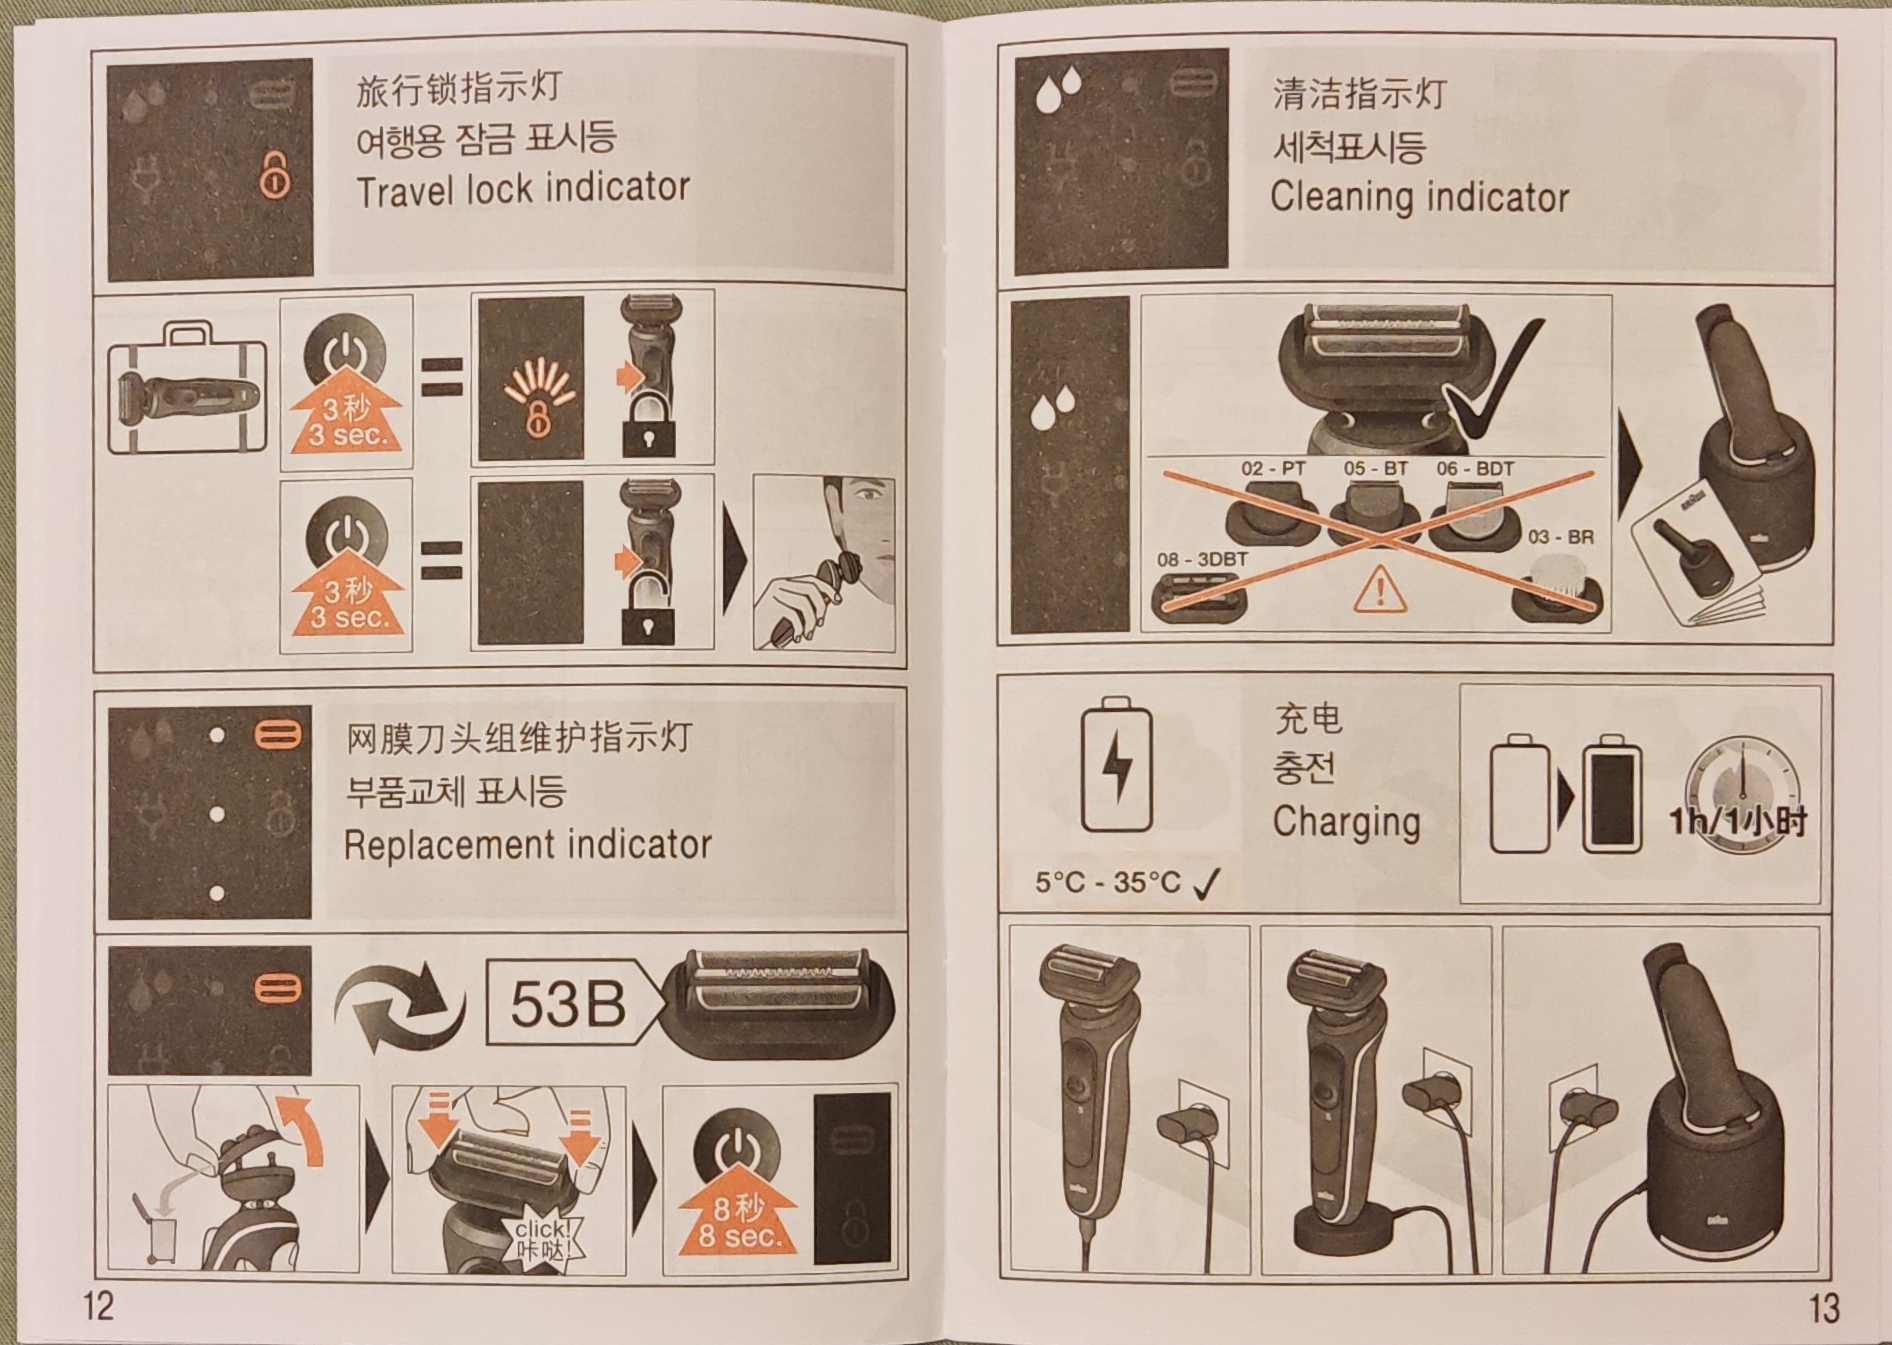 旅行锁指示灯
여행용 잠금 표시등
Travel lock indicator
3秒
3 sec.
3秒
3 sec.
网膜刀头组维护指示灯
부품교체 표시등
Replacement indicator
53B
click!
咔哒!
8秒
8 sec.
12
清洁指示灯
세척표시등
Cleaning indicator
02 - PT
05 - BT
06 - BDT
03 - BR
08 - 3DBT
BRAUN
充电
충전
Charging
5°C - 35°C
1h/1小时
13